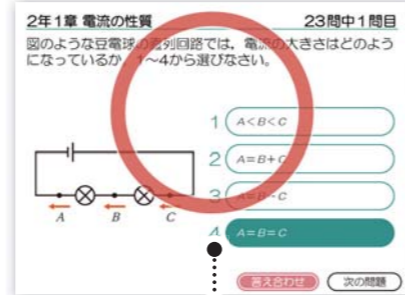 2年1章 電流の性質
23問中1問目
図のような豆電球の直列回路では，電流の大きさはどのよう
になっているか 1〜4から選びなさい。
1 A<B<C
2 A=B+C
3 A=B-C
4 A=B=C
A B C
答え合わせ
次の問題